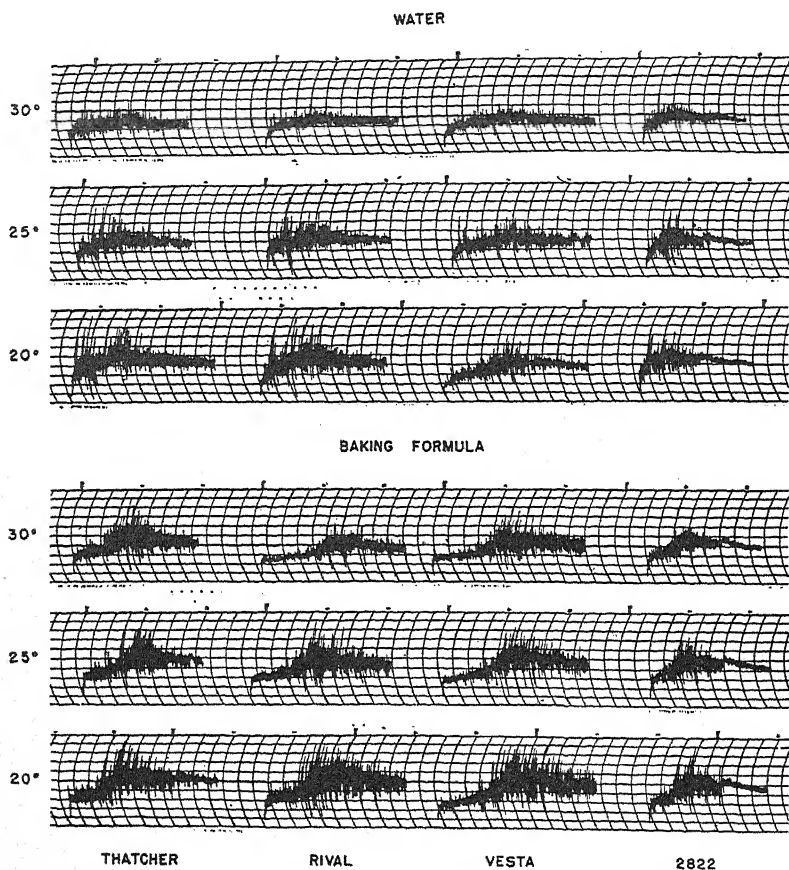 WATER
30°
25°
20°
BAKING FORMULA
30°
25°
20°
THATCHER RIVAL VESTA 2822